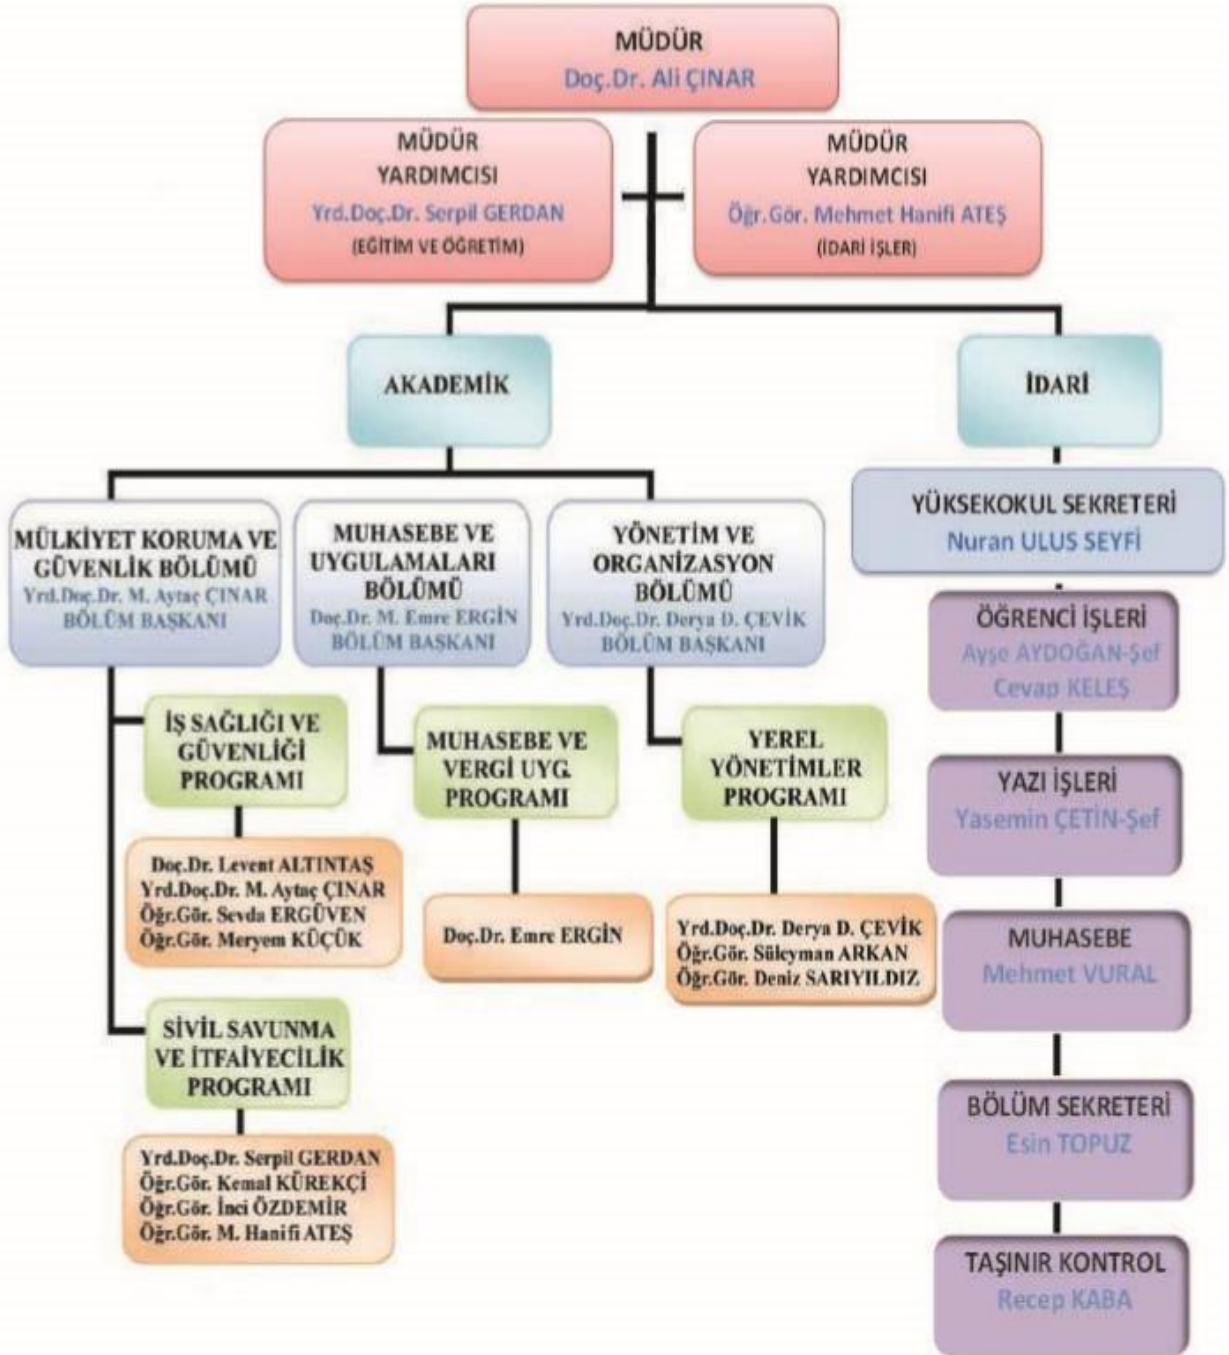 MÜDÜR
Doç.Dr. Ali ÇINAR
MÜDÜR
YARDIMCISI
Yrd.Doç.Dr. Serpil GERDAN
(EĞİTİM VE ÖĞRETİM)
MÜDÜR
YARDIMCISI
Öğr.Gör. Mehmet Hanifi ATEŞ
(İDARİ İŞLER)
AKADEMİK
İDARİ
MÜLKİYET KORUMA VE
GÜVENLİK BÖLÜMÜ
Yrd.Doç.Dr. M. Aytaç ÇINAR
BÖLÜM BAŞKANI
MUHASEBE VE
UYGULAMALARI
BÖLÜMÜ
Doç.Dr. M. Emre ERGİN
BÖLÜM BAŞKANI
YÖNETİM VE
ORGANİZASYON
BÖLÜMÜ
Yrd.Doç.Dr. Derya D. ÇEVİK
BÖLÜM BAŞKANI
YÜKSEKOKUL SEKRETERİ
Nuran ULUS SEYFİ
İŞ SAĞLIĞI VE
GÜVENLİĞİ
PROGRAMI
Doç.Dr. Levent ALTINTAŞ
Yrd.Doç.Dr. M. Aytaç ÇINAR
Öğr.Gör. Sevda ERGÜVEN
Öğr.Gör. Meryem KÜÇÜK
SİVİL SAVUNMA
VE İTFAİYECİLİK
PROGRAMI
Yrd.Doç.Dr. Serpil GERDAN
Öğr.Gör. Kemal KÜREKÇİ
Öğr.Gör. İnci ÖZDEMİR
Öğr.Gör. M. Hanifi ATEŞ
MUHASEBE VE
VERGİ UYG.
PROGRAMI
Doç.Dr. Emre ERGİN
YEREL
YÖNETİMLER
PROGRAMI
Yrd.Doç.Dr. Derya D. ÇEVİK
Öğr.Gör. Süleyman ARKAN
Öğr.Gör. Deniz SARIYILDIZ
ÖĞRENCİ İŞLERİ
Ayşe AYDOĞAN-Şef
Cevap KELEŞ
YAZI İŞLERİ
Yasemin ÇETİN-Şef
MUHASEBE
Mehmet VURAL
BÖLÜM SEKRETERİ
Esin TOPUZ
TAŞINIR KONTROL
Recep KABA